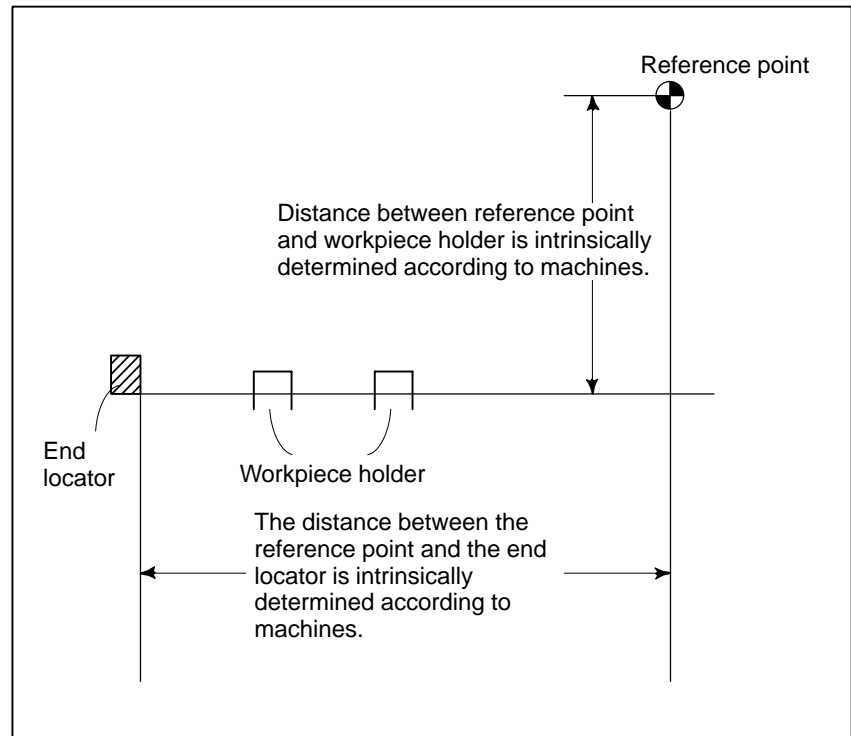 Reference point
Distance between reference point
and workpiece holder is intrinsically
determined according to machines.
End
locator
Workpiece holder
The distance between the
reference point and the end
locator is intrinsically
determined according to
machines.